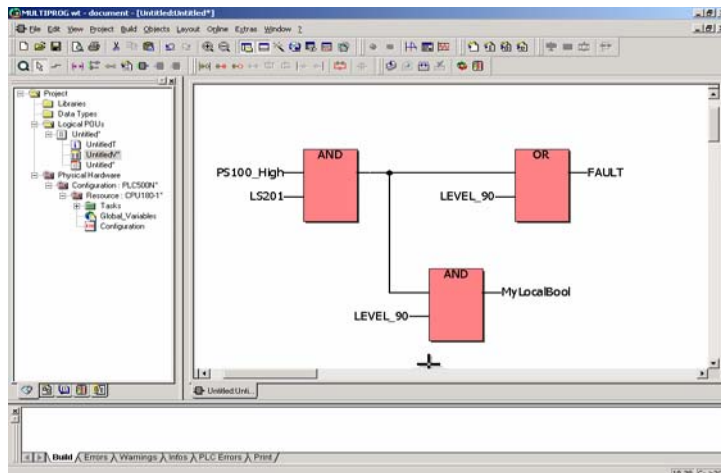 MULTIPROG wt - document - [Untitled:Untitled*]
File Edit View Project Build Objects Layout Online Extras Window ?
Project
Libraries
Data Types
Logical POUs
Untitled*
UntitledT
UntitledV*
Untitled*
Physical Hardware
Configuration : PLC500N*
Resource : CPU180-1*
Tasks
Global_Variables
Configuration
AND
PS100_High
LS201
OR
LEVEL_90
FAULT
AND
LEVEL_90
MyLocalBool
Untitled:Unti...
Build Errors Warnings Infos PLC Errors Print